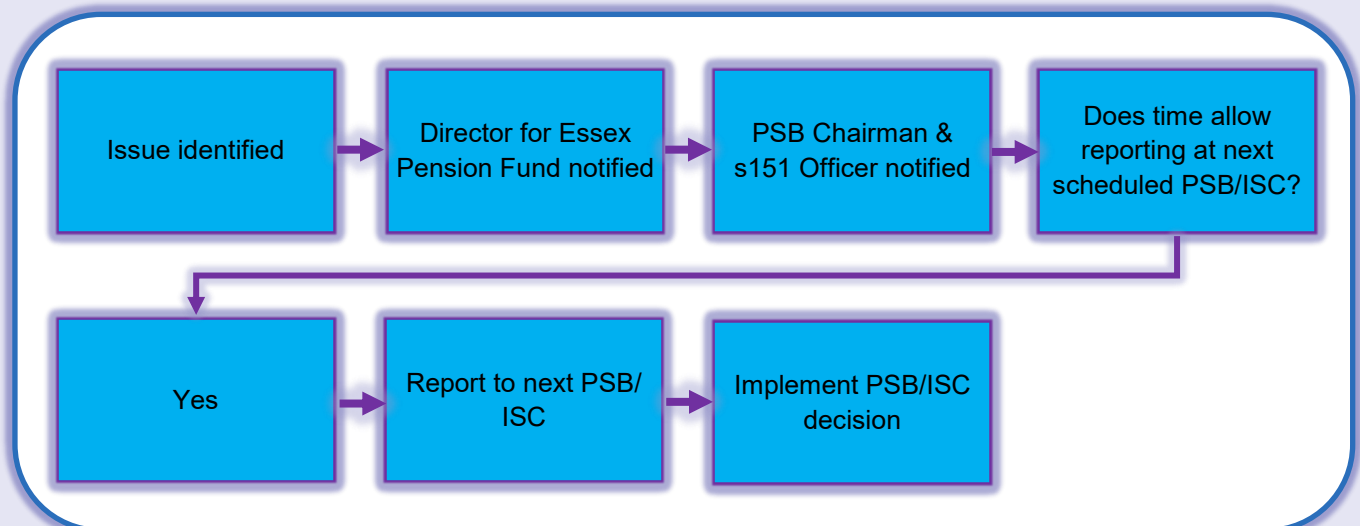 Issue identified
Director for Essex
Pension Fund notified
PSB Chairman &
s151 Officer notified
Does time allow
reporting at next
scheduled PSB/ISC?
Yes
Report to next PSB/
ISC
Implement PSB/ISC
decision